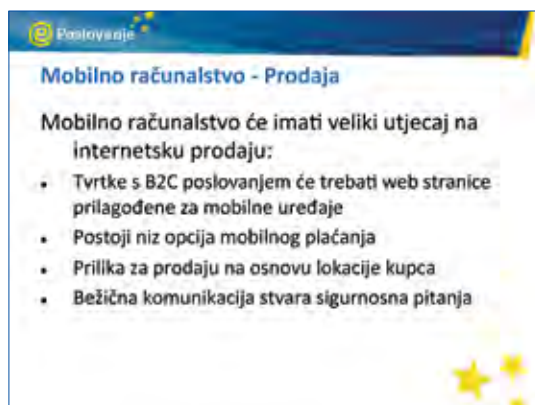 e Poslovanje
Mobilno računalstvo - Prodaja
Mobilno računalstvo će imati veliki utjecaj na
internetsku prodaju:
• Tvrtke s B2C poslovanjem će trebati web stranice
prilagođene za mobilne uređaje
• Postoji niz opcija mobilnog plaćanja
• Prilika za prodaju na osnovu lokacije kupca
• Bežična komunikacija stvara sigurnosna pitanja